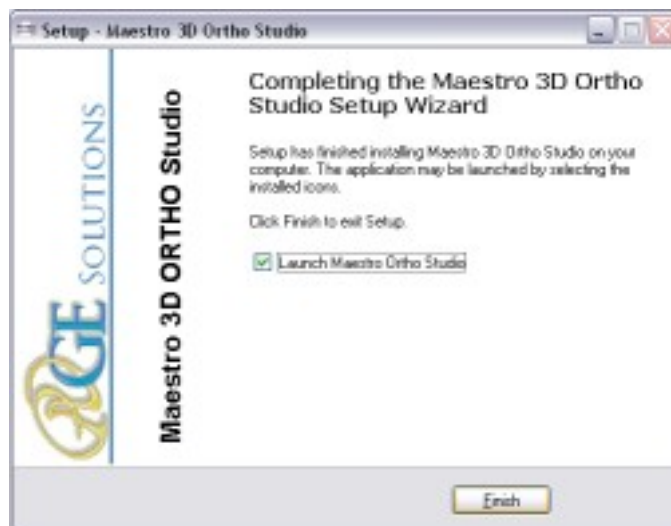 Setup - Maestro 3D Ortho Studio
AGE SOLUTIONS
Maestro 3D ORTHO Studio
Completing the Maestro 3D Ortho
Studio Setup Wizard
Setup has finished installing Maestro 3D Ortho Studio on your
computer. The application may be launched by selecting the
installed icons.
Click Finish to exit Setup.
Launch Maestro Ortho Studio
Finish